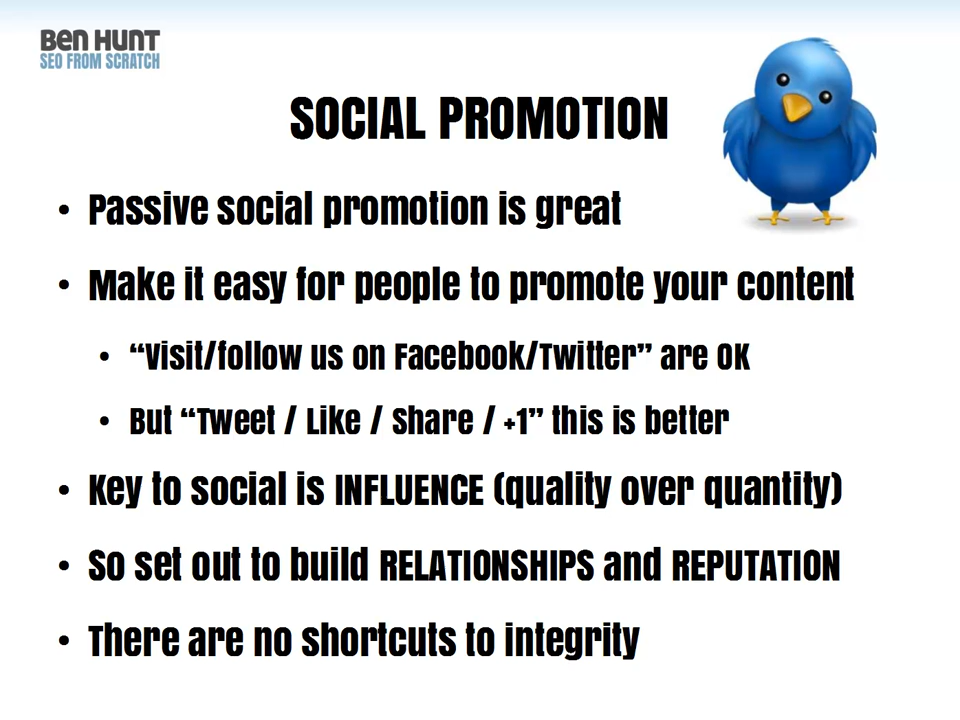 Ben Hunt
SEO FROM SCRATCH
SOCIAL PROMOTION
• Passive social promotion is great
• Make it easy for people to promote your content
• “Visit/follow us on Facebook/Twitter” are OK
• But “Tweet / Like / Share / +1” this is better
• Key to social is INFLUENCE (quality over quantity)
• So set out to build RELATIONSHIPS and REPUTATION
• There are no shortcuts to integrity